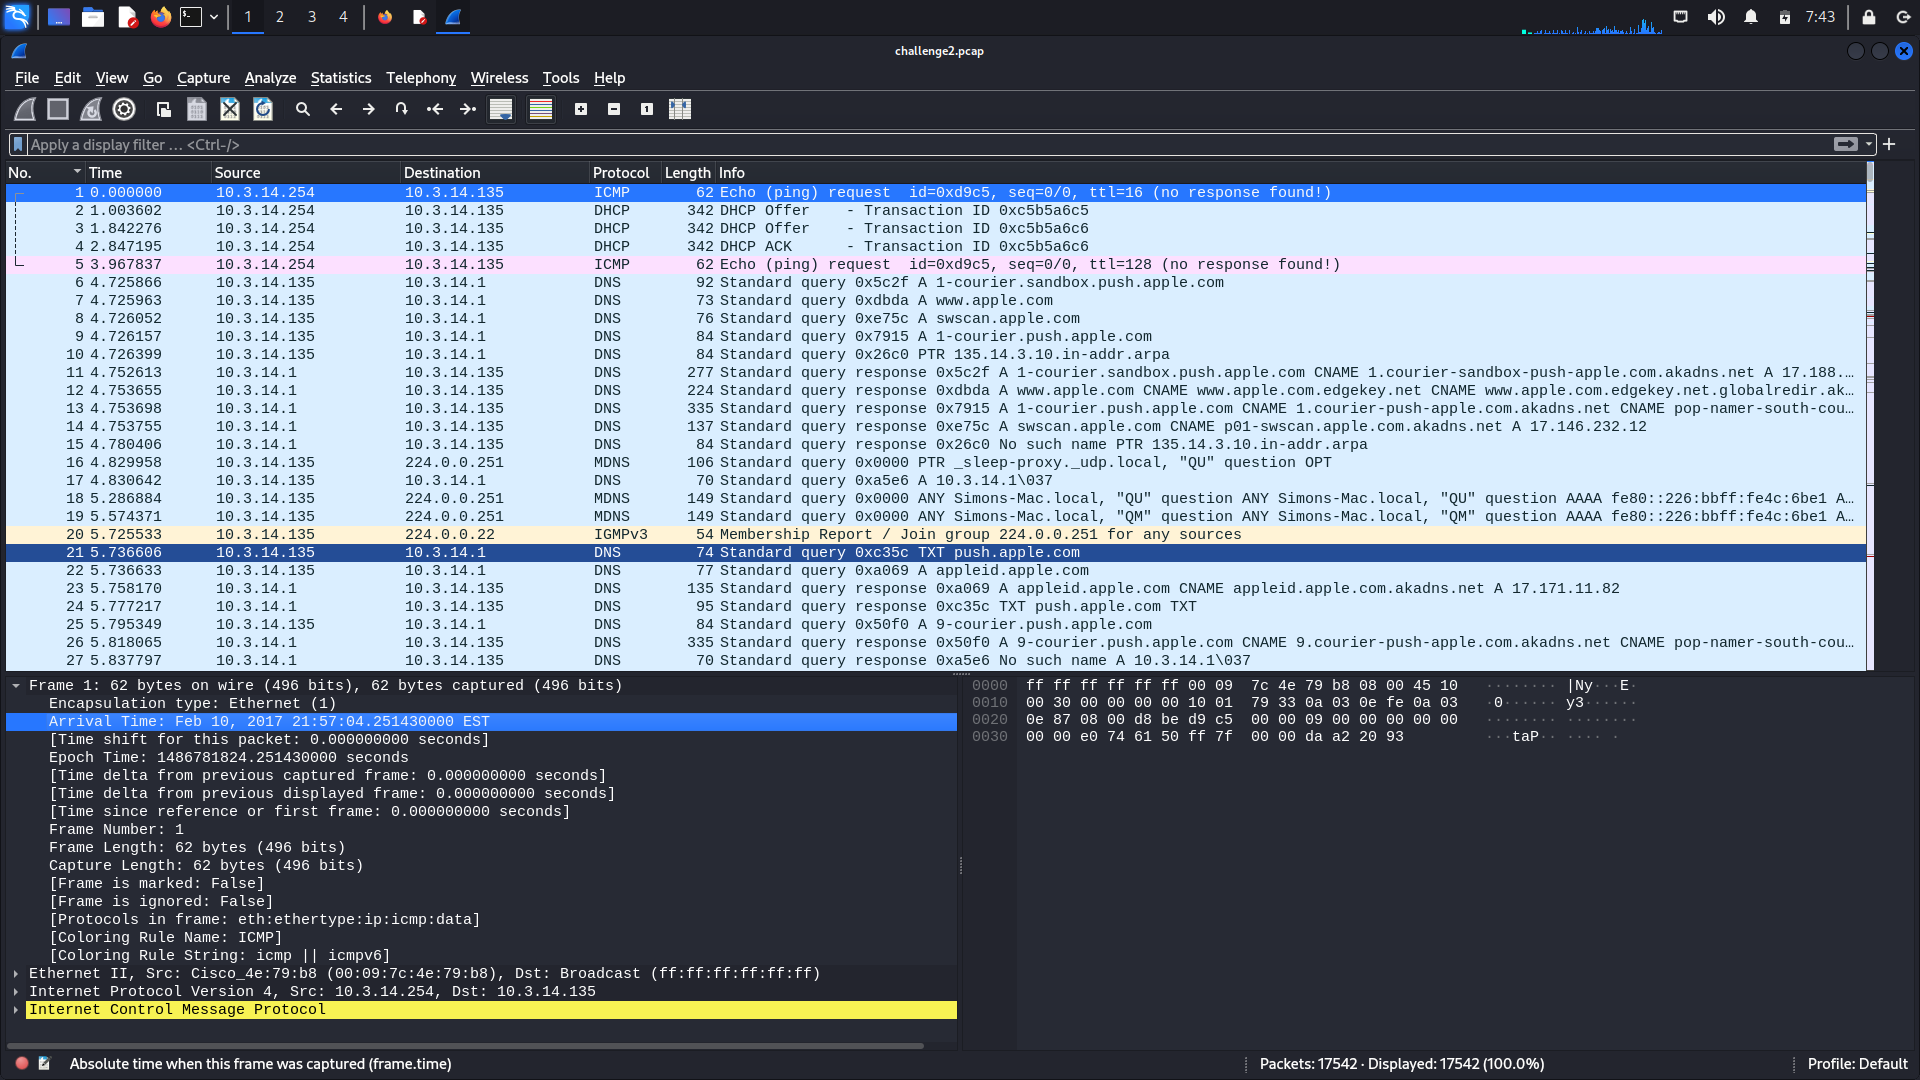 1 2 3 4 7:43
challenge2.pcap
File Edit View Go Capture Analyze Statistics Telephony Wireless Tools Help
Apply a display filter … <Ctrl-/>
No. Time Source Destination Protocol Length Info
1 0.000000 10.3.14.254 10.3.14.135 ICMP 62 Echo (ping) request id=0xd9c5, seq=0/0, ttl=16 (no response found!)
2 1.003602 10.3.14.254 10.3.14.135 DHCP 342 DHCP Offer - Transaction ID 0xc5b5a6c5
3 1.842276 10.3.14.254 10.3.14.135 DHCP 342 DHCP Offer - Transaction ID 0xc5b5a6c6
4 2.847195 10.3.14.254 10.3.14.135 DHCP 342 DHCP ACK - Transaction ID 0xc5b5a6c6
5 3.967837 10.3.14.254 10.3.14.135 ICMP 62 Echo (ping) request id=0xd9c5, seq=0/0, ttl=128 (no response found!)
6 4.725866 10.3.14.135 10.3.14.1 DNS 92 Standard query 0x5c2f A 1-courier.sandbox.push.apple.com
7 4.725963 10.3.14.135 10.3.14.1 DNS 73 Standard query 0xdbda A www.apple.com
8 4.726052 10.3.14.135 10.3.14.1 DNS 76 Standard query 0xe75c A swscan.apple.com
9 4.726157 10.3.14.135 10.3.14.1 DNS 84 Standard query 0x7915 A 1-courier.push.apple.com
10 4.726399 10.3.14.135 10.3.14.1 DNS 84 Standard query 0x26c0 PTR 135.14.3.10.in-addr.arpa
11 4.752613 10.3.14.1 10.3.14.135 DNS 277 Standard query response 0x5c2f A 1-courier.sandbox.push.apple.com CNAME 1.courier-sandbox-push-apple.com.akadns.net A 17.188.…
12 4.753655 10.3.14.1 10.3.14.135 DNS 224 Standard query response 0xdbda A www.apple.com CNAME www.apple.com.edgekey.net CNAME www.apple.com.edgekey.net.globalredir.ak…
13 4.753698 10.3.14.1 10.3.14.135 DNS 335 Standard query response 0x7915 A 1-courier.push.apple.com CNAME 1.courier-push-apple.com.akadns.net CNAME pop-namer-south-cou…
14 4.753755 10.3.14.1 10.3.14.135 DNS 137 Standard query response 0xe75c A swscan.apple.com CNAME p01-swscan.apple.com.akadns.net A 17.146.232.12
15 4.780406 10.3.14.1 10.3.14.135 DNS 84 Standard query response 0x26c0 No such name PTR 135.14.3.10.in-addr.arpa
16 4.829958 10.3.14.135 224.0.0.251 MDNS 106 Standard query 0x0000 PTR _sleep-proxy._udp.local, "QU" question OPT
17 4.830642 10.3.14.135 10.3.14.1 DNS 70 Standard query 0xa5e6 A 10.3.14.1\037
18 5.286884 10.3.14.135 224.0.0.251 MDNS 149 Standard query 0x0000 ANY Simons-Mac.local, "QU" question ANY Simons-Mac.local, "QU" question AAAA fe80::226:bbff:fe4c:6be1 A…
19 5.574371 10.3.14.135 224.0.0.251 MDNS 149 Standard query 0x0000 ANY Simons-Mac.local, "QM" question ANY Simons-Mac.local, "QM" question AAAA fe80::226:bbff:fe4c:6be1 A…
20 5.725533 10.3.14.135 224.0.0.22 IGMPv3 54 Membership Report / Join group 224.0.0.251 for any sources
21 5.736606 10.3.14.135 10.3.14.1 DNS 74 Standard query 0xc35c TXT push.apple.com
22 5.736633 10.3.14.135 10.3.14.1 DNS 77 Standard query 0xa069 A appleid.apple.com
23 5.758170 10.3.14.1 10.3.14.135 DNS 135 Standard query response 0xa069 A appleid.apple.com CNAME appleid.apple.com.akadns.net A 17.171.11.82
24 5.777217 10.3.14.1 10.3.14.135 DNS 95 Standard query response 0xc35c TXT push.apple.com TXT
25 5.795349 10.3.14.135 10.3.14.1 DNS 84 Standard query 0x50f0 A 9-courier.push.apple.com
26 5.818065 10.3.14.1 10.3.14.135 DNS 335 Standard query response 0x50f0 A 9-courier.push.apple.com CNAME 9.courier-push-apple.com.akadns.net CNAME pop-namer-south-cou…
27 5.837797 10.3.14.1 10.3.14.135 DNS 70 Standard query response 0xa5e6 No such name A 10.3.14.1\037
Frame 1: 62 bytes on wire (496 bits), 62 bytes captured (496 bits)
Encapsulation type: Ethernet (1)
Arrival Time: Feb 10, 2017 21:57:04.251430000 EST
[Time shift for this packet: 0.000000000 seconds]
Epoch Time: 1486781824.251430000 seconds
[Time delta from previous captured frame: 0.000000000 seconds]
[Time delta from previous displayed frame: 0.000000000 seconds]
[Time since reference or first frame: 0.000000000 seconds]
Frame Number: 1
Frame Length: 62 bytes (496 bits)
Capture Length: 62 bytes (496 bits)
[Frame is marked: False]
[Frame is ignored: False]
[Protocols in frame: eth:ethertype:ip:icmp:data]
[Coloring Rule Name: ICMP]
[Coloring Rule String: icmp || icmpv6]
Ethernet II, Src: Cisco_4e:79:b8 (00:09:7c:4e:79:b8), Dst: Broadcast (ff:ff:ff:ff:ff:ff)
Internet Protocol Version 4, Src: 10.3.14.254, Dst: 10.3.14.135
Internet Control Message Protocol
0000 ff ff ff ff ff ff 00 09 7c 4e 79 b8 08 00 45 10 ········ |Ny···E·
0010 00 30 00 00 00 00 10 01 79 33 0a 03 0e fe 0a 03 ·0······ y3······
0020 0e 87 08 00 d8 be d9 c5 00 00 09 00 00 00 00 00 ········ ········
0030 00 00 e0 74 61 50 ff 7f 00 00 da a2 20 93 ···taP·· ···· ·
Absolute time when this frame was captured (frame.time)
Packets: 17542 · Displayed: 17542 (100.0%)
Profile: Default